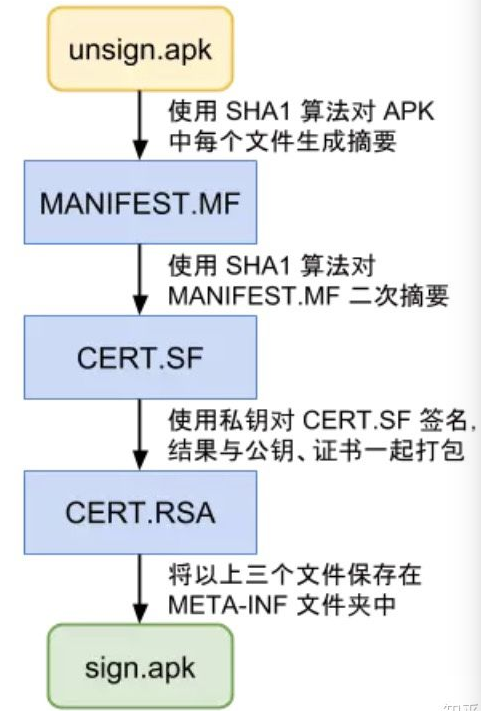 unsign.apk
使用 SHA1 算法对 APK
中每个文件生成摘要
MANIFEST.MF
使用 SHA1 算法对
MANIFEST.MF 二次摘要
CERT.SF
使用私钥对 CERT.SF 签名,
结果与公钥、证书一起打包
CERT.RSA
将以上三个文件保存在
META-INF 文件夹中
sign.apk